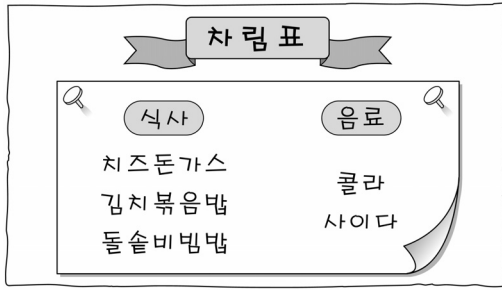 차림표
식사
치즈돈가스
김치볶음밥
돌솥비빔밥
음료
콜라
사이다